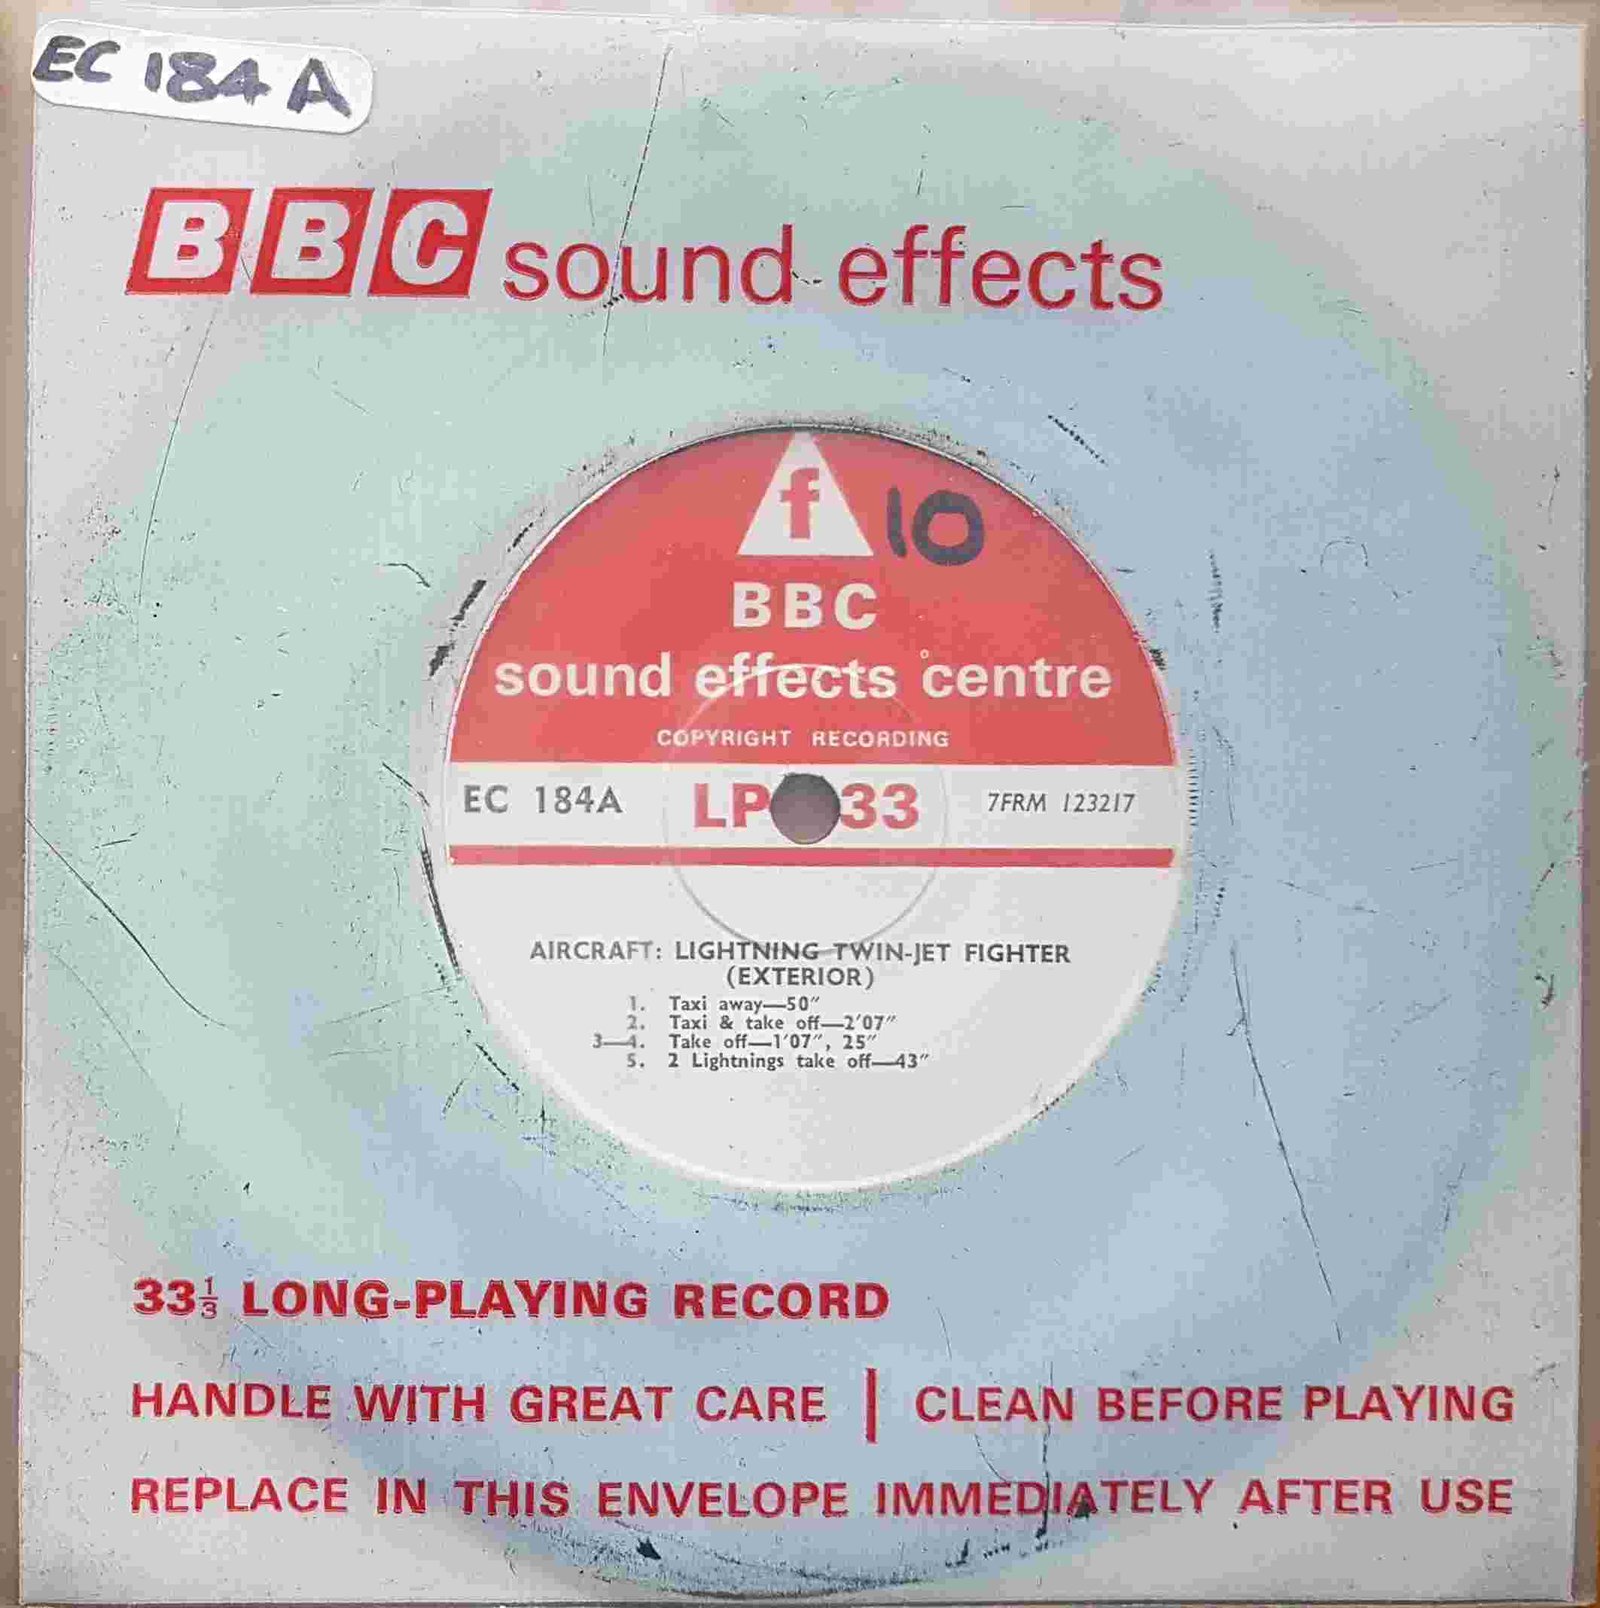 EC 184 A
BBC sound effects
f 10
BBC
sound effects centre
COPYRIGHT RECORDING
EC 184A LP 33 7FRM 123217
AIRCRAFT: LIGHTNING TWIN-JET FIGHTER
(EXTERIOR)
1. Taxi away—50″
2. Taxi & take off—2′07″
3—4. Take off—1′07″, 25″
5. 2 Lightnings take off—43″
33⅓ LONG-PLAYING RECORD
HANDLE WITH GREAT CARE | CLEAN BEFORE PLAYING
REPLACE IN THIS ENVELOPE IMMEDIATELY AFTER USE